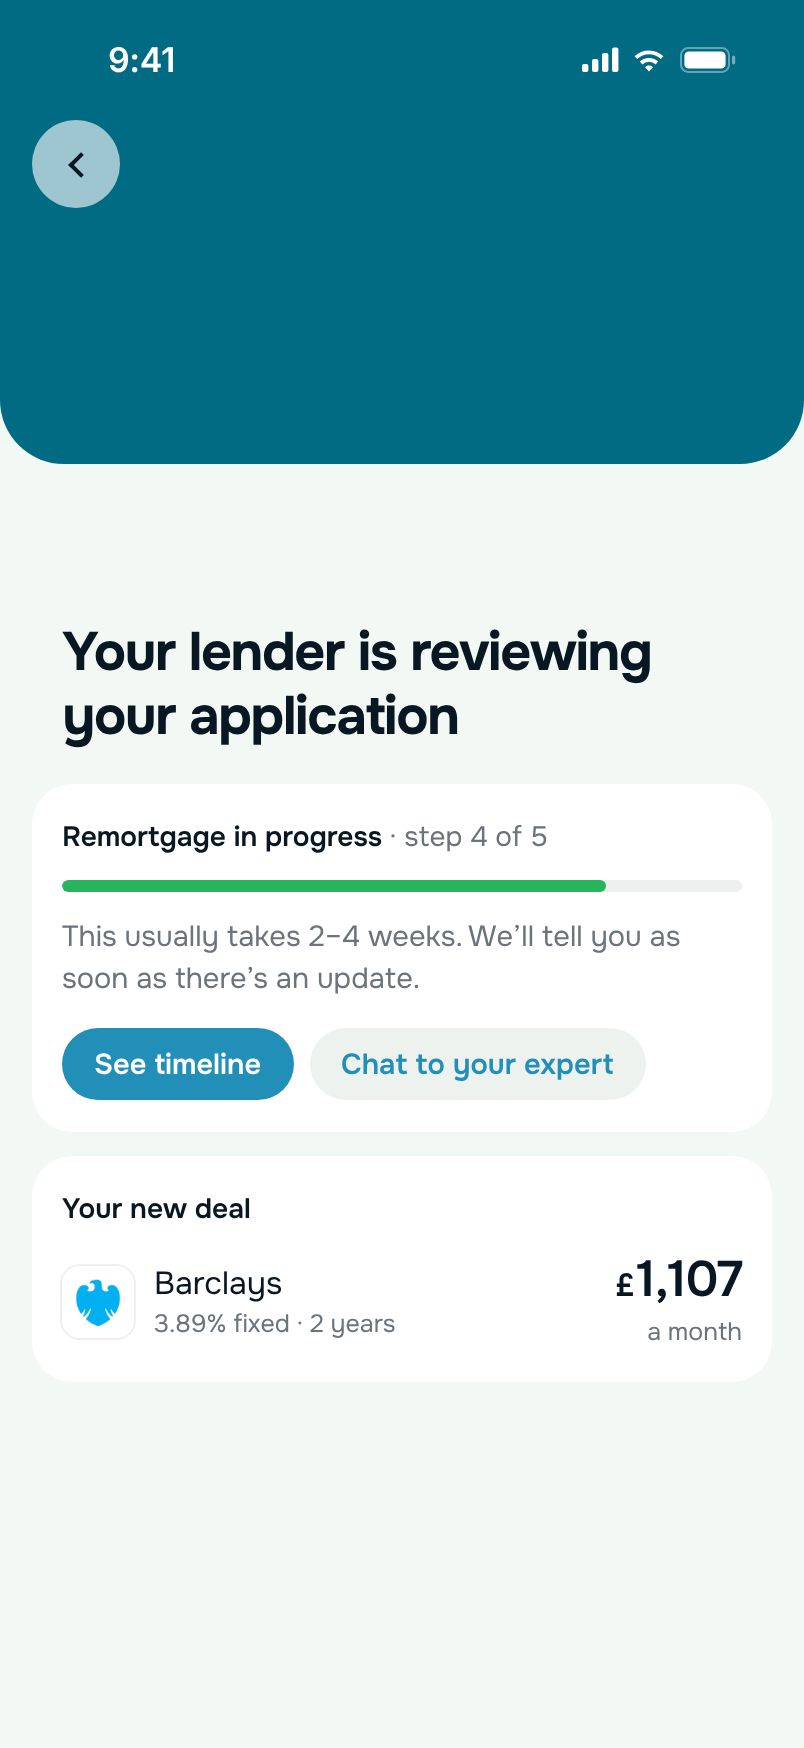 9:41
Your lender is reviewing
your application
Remortgage in progress · step 4 of 5
This usually takes 2–4 weeks. We’ll tell you as
soon as there’s an update.
See timeline
Chat to your expert
Your new deal
Barclays
£1,107
3.89% fixed · 2 years
a month